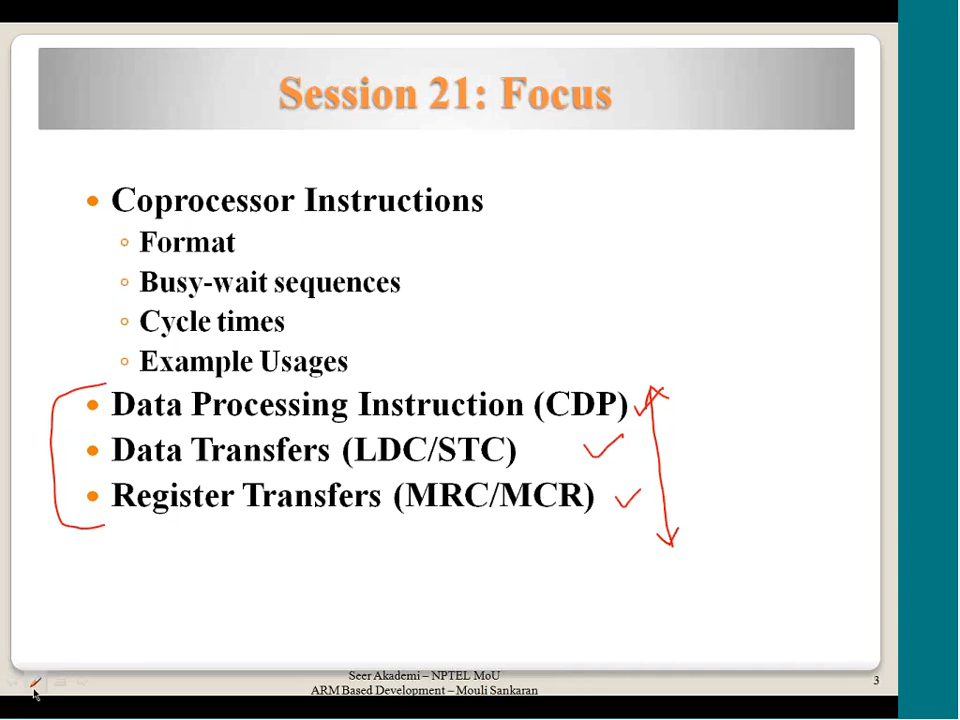 Session 21: Focus
• Coprocessor Instructions
◦ Format
◦ Busy-wait sequences
◦ Cycle times
◦ Example Usages
• Data Processing Instruction (CDP)
• Data Transfers (LDC/STC)
• Register Transfers (MRC/MCR)
Seer Akademi – NPTEL MoU
ARM Based Development – Mouli Sankaran
3